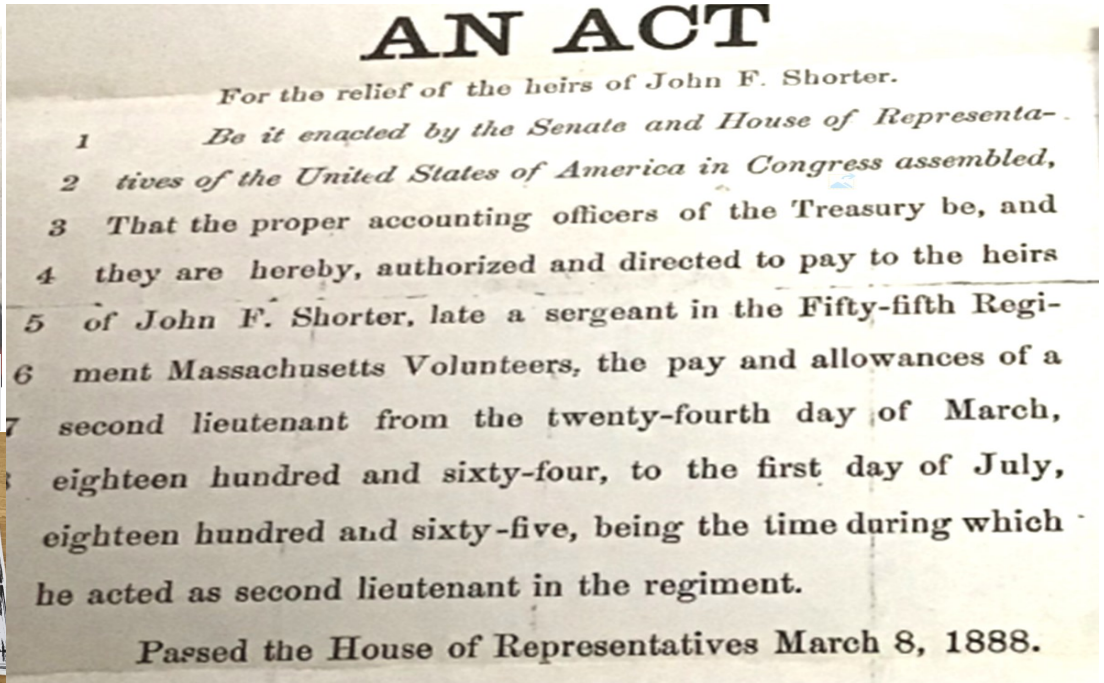 AN ACT
For the relief of the heirs of John F. Shorter.
1 Be it enacted by the Senate and House of Representa-
2 tives of the United States of America in Congress assembled,
3 That the proper accounting officers of the Treasury be, and
4 they are hereby, authorized and directed to pay to the heirs
5 of John F. Shorter, late a sergeant in the Fifty-fifth Regi-
6 ment Massachusetts Volunteers, the pay and allowances of a
7 second lieutenant from the twenty-fourth day of March,
eighteen hundred and sixty-four, to the first day of July,
eighteen hundred and sixty-five, being the time during which
he acted as second lieutenant in the regiment.
Passed the House of Representatives March 8, 1888.